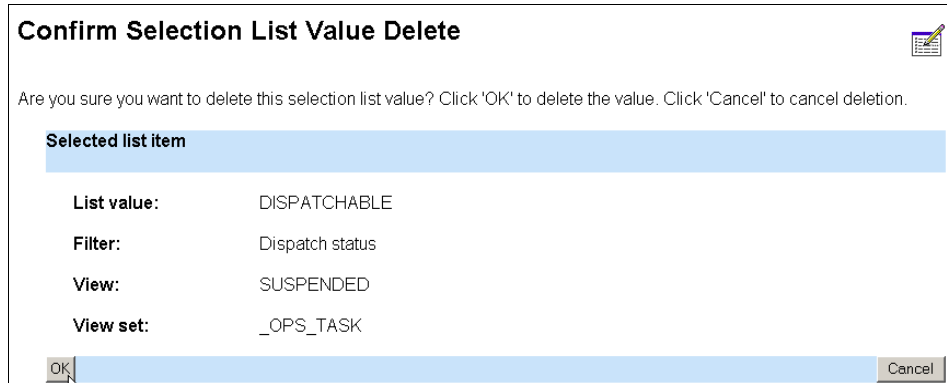 Confirm Selection List Value Delete
Are you sure you want to delete this selection list value? Click 'OK' to delete the value. Click 'Cancel' to cancel deletion.
Selected list item
List value: DISPATCHABLE
Filter: Dispatch status
View: SUSPENDED
View set: _OPS_TASK
OK Cancel